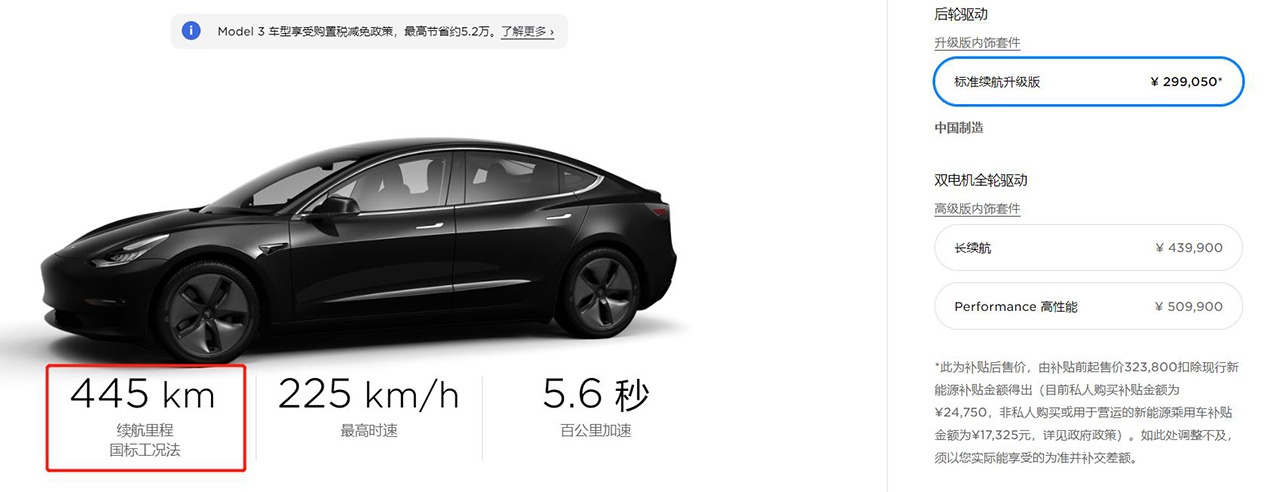 Model 3 车型享受购置税减免政策，最高节省约5.2万。了解更多 ›
445 km
续航里程
国标工况法
225 km/h
最高时速
5.6 秒
百公里加速
后轮驱动
升级版内饰套件
标准续航升级版 ¥ 299,050*
中国制造
双电机全轮驱动
高级版内饰套件
长续航 ¥ 439,900
Performance 高性能 ¥ 509,900
*此为补贴后售价，由补贴前起售价323,800扣除现行新
能源补贴金额得出（目前私人购买补贴金额为
¥24,750，非私人购买或用于营运的新能源乘用车补贴
金额为¥17,325元，详见政府政策）。如此处调整不及，
须以您实际能享受的为准并补交差额。